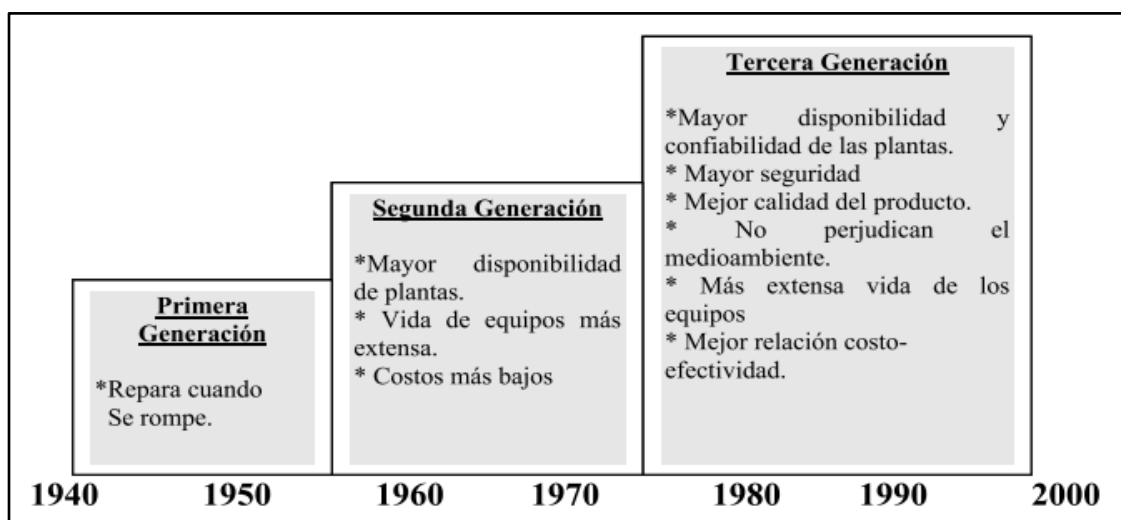 Primera
Generación
*Repara cuando
Se rompe.
Segunda Generación
*Mayor disponibilidad
de plantas.
* Vida de equipos más
extensa.
* Costos más bajos
Tercera Generación
*Mayor disponibilidad y
confiabilidad de las plantas.
* Mayor seguridad
* Mejor calidad del producto.
* No perjudican el
medioambiente.
* Más extensa vida de los
equipos
* Mejor relación costo-
efectividad.
1940 1950 1960 1970 1980 1990 2000